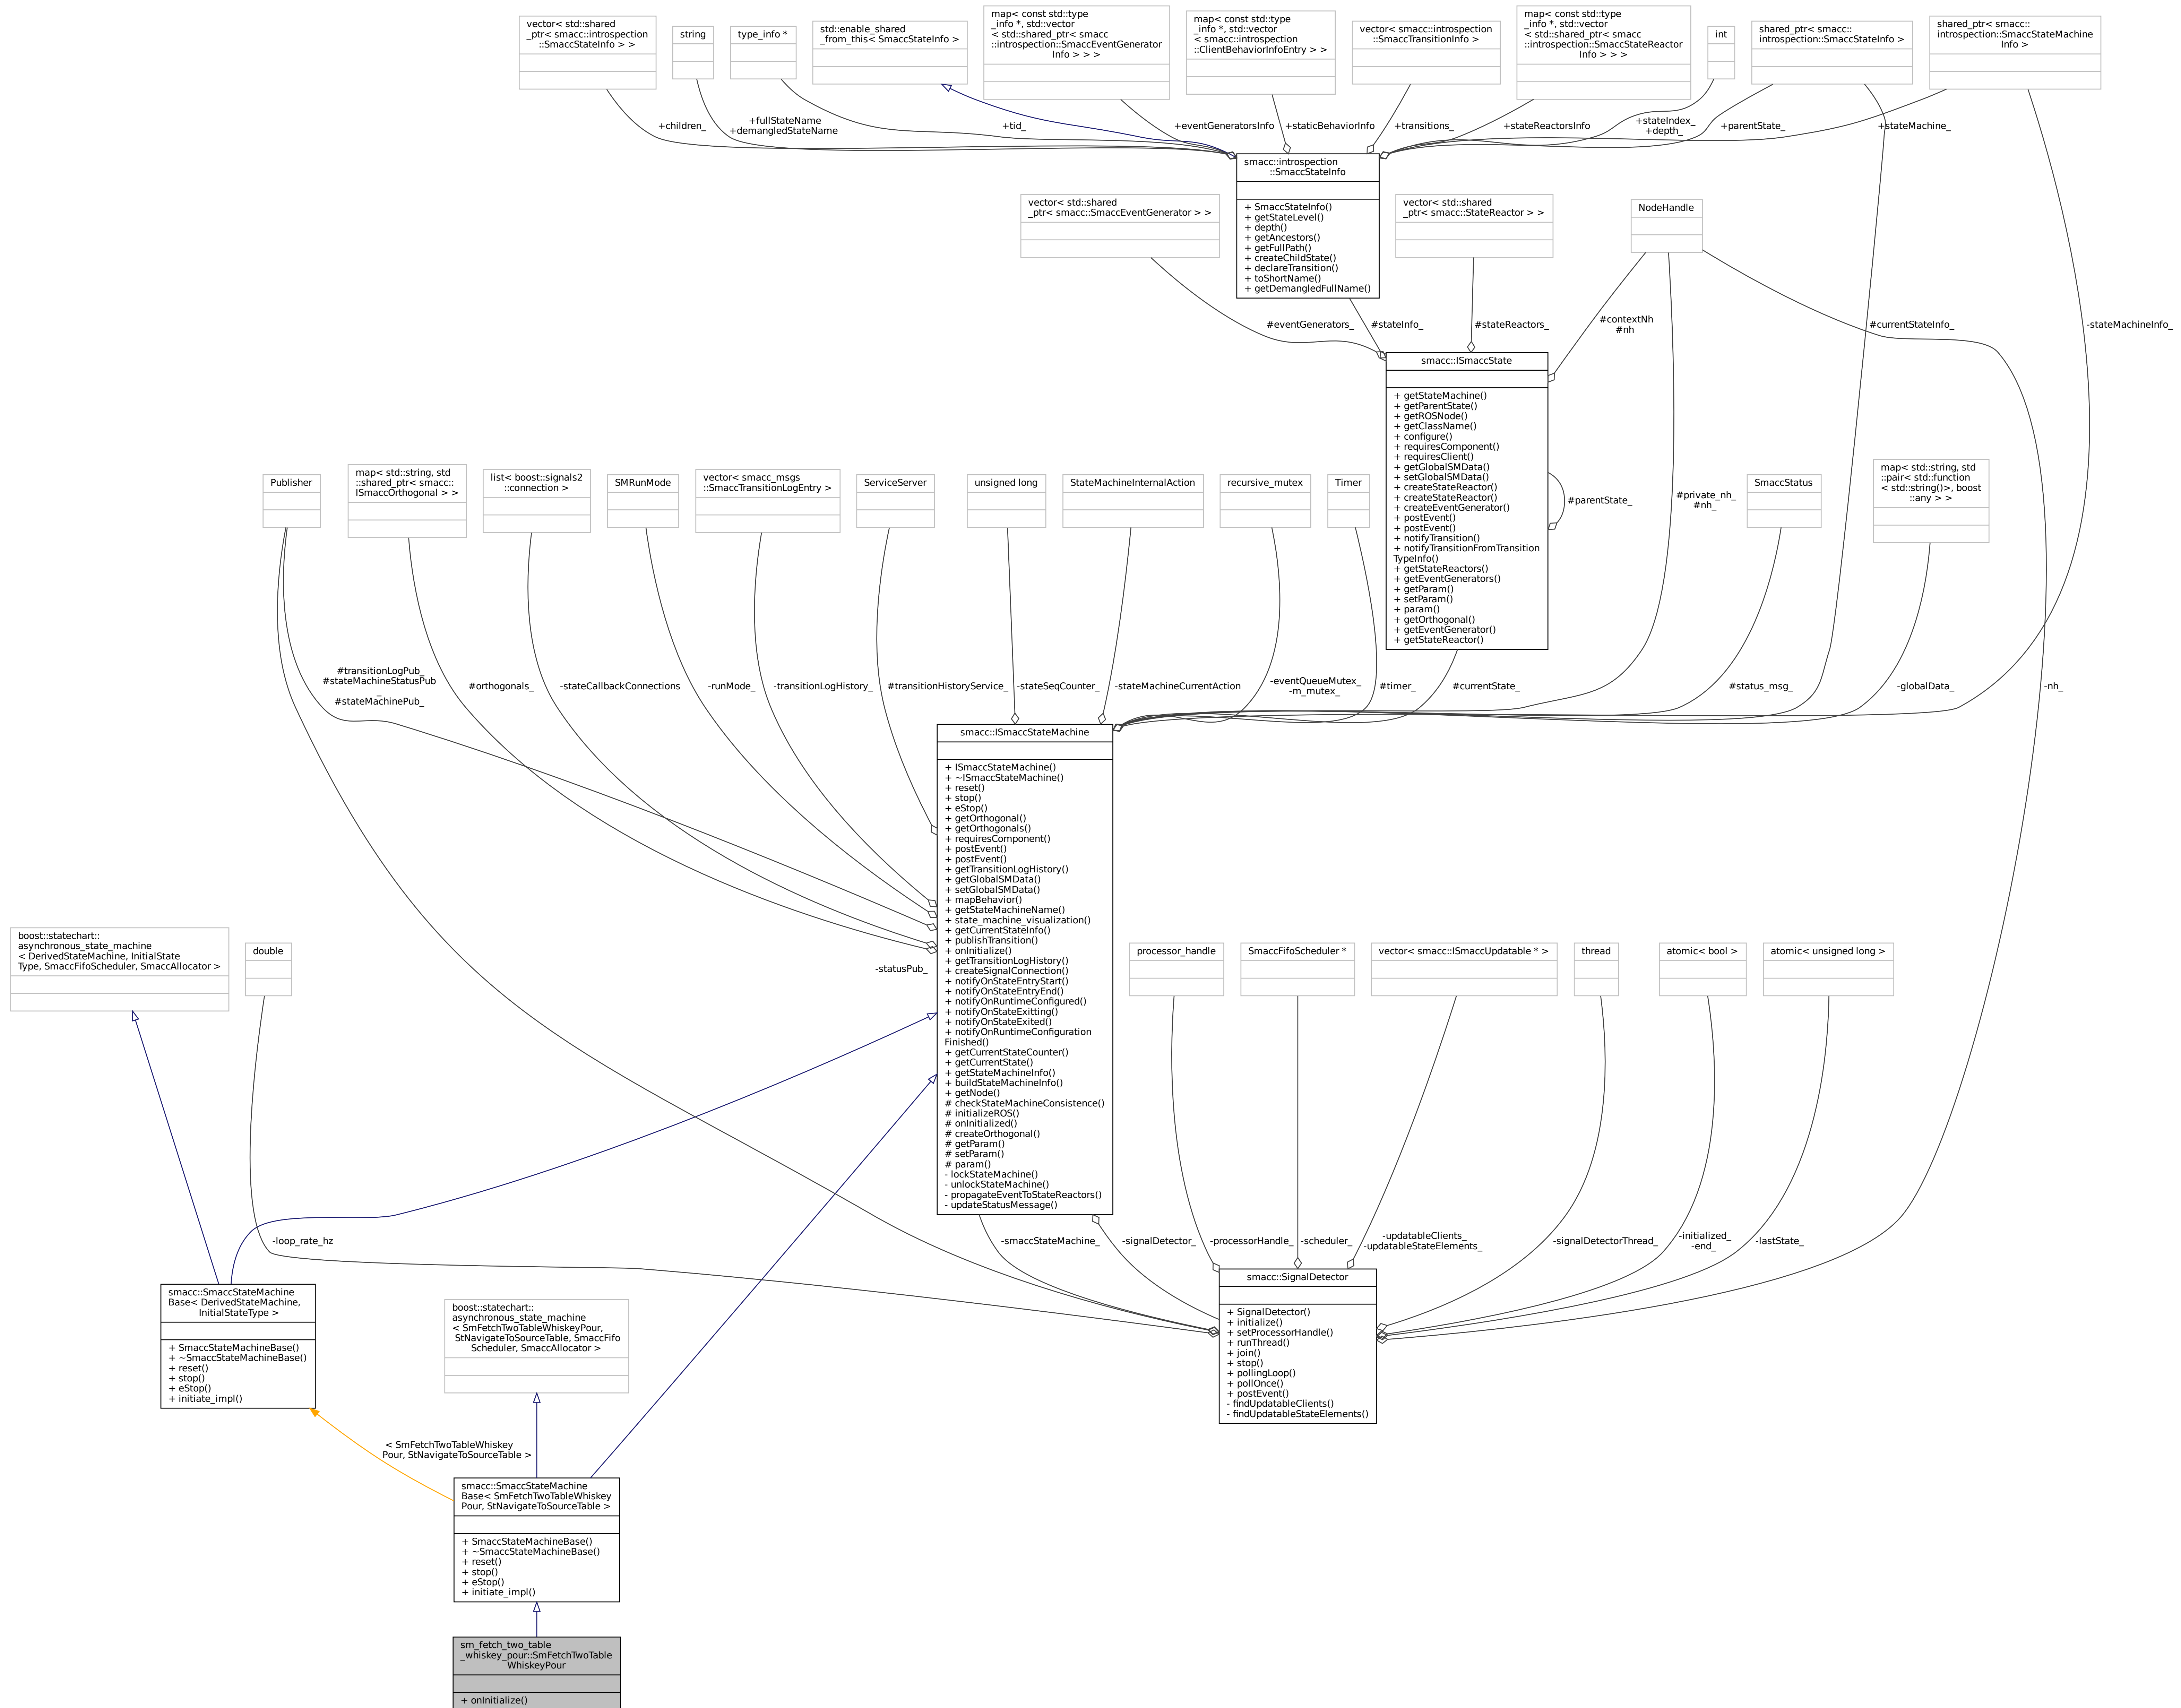 vector< std::shared
_ptr< smacc::introspection
::SmaccStateInfo > >
string
type_info *
std::enable_shared
_from_this< SmaccStateInfo >
map< const std::type
_info *, std::vector
< std::shared_ptr< smacc
::introspection::SmaccEventGenerator
Info > > >
map< const std::type
_info *, std::vector
< smacc::introspection
::ClientBehaviorInfoEntry > >
vector< smacc::introspection
::SmaccTransitionInfo >
map< const std::type
_info *, std::vector
< std::shared_ptr< smacc
::introspection::SmaccStateReactor
Info > > >
int
shared_ptr< smacc::
introspection::SmaccStateInfo >
shared_ptr< smacc::
introspection::SmaccStateMachine
Info >
+children_
+fullStateName
+demangledStateName
+tid_
+eventGeneratorsInfo
+staticBehaviorInfo
+transitions_
+stateReactorsInfo
+stateIndex_
+depth_
+parentState_
+stateMachine_
smacc::introspection
::SmaccStateInfo
+ SmaccStateInfo()
+ getStateLevel()
+ depth()
+ getAncestors()
+ getFullPath()
+ createChildState()
+ declareTransition()
+ toShortName()
+ getDemangledFullName()
vector< std::shared
_ptr< smacc::SmaccEventGenerator > >
vector< std::shared
_ptr< smacc::StateReactor > >
NodeHandle
#eventGenerators_
#stateInfo_
#stateReactors_
#contextNh
#nh
#currentStateInfo_
-stateMachineInfo_
smacc::ISmaccState
+ getStateMachine()
+ getParentState()
+ getROSNode()
+ getClassName()
+ configure()
+ requiresComponent()
+ requiresClient()
+ getGlobalSMData()
+ setGlobalSMData()
+ createStateReactor()
+ createStateReactor()
+ createEventGenerator()
+ postEvent()
+ postEvent()
+ notifyTransition()
+ notifyTransitionFromTransition
TypeInfo()
+ getStateReactors()
+ getEventGenerators()
+ getParam()
+ setParam()
+ param()
+ getOrthogonal()
+ getEventGenerator()
+ getStateReactor()
#parentState_
#private_nh_
#nh_
Publisher
map< std::string, std
::shared_ptr< smacc::
ISmaccOrthogonal > >
list< boost::signals2
::connection >
SMRunMode
vector< smacc_msgs
::SmaccTransitionLogEntry >
ServiceServer
unsigned long
StateMachineInternalAction
recursive_mutex
Timer
SmaccStatus
map< std::string, std
::pair< std::function
< std::string()>, boost
::any > >
#transitionLogPub_
#stateMachineStatusPub
_
#stateMachinePub_
#orthogonals_
-stateCallbackConnections
-runMode_
-transitionLogHistory_
#transitionHistoryService_
-stateSeqCounter_
-stateMachineCurrentAction
-eventQueueMutex_
-m_mutex_
#timer_
#currentState_
#status_msg_
-globalData_
-nh_
smacc::ISmaccStateMachine
+ ISmaccStateMachine()
+ ~ISmaccStateMachine()
+ reset()
+ stop()
+ eStop()
+ getOrthogonal()
+ getOrthogonals()
+ requiresComponent()
+ postEvent()
+ postEvent()
+ getTransitionLogHistory()
+ getGlobalSMData()
+ setGlobalSMData()
+ mapBehavior()
+ getStateMachineName()
+ state_machine_visualization()
+ getCurrentStateInfo()
+ publishTransition()
+ onInitialize()
+ getTransitionLogHistory()
+ createSignalConnection()
+ notifyOnStateEntryStart()
+ notifyOnStateEntryEnd()
+ notifyOnRuntimeConfigured()
+ notifyOnStateExitting()
+ notifyOnStateExited()
+ notifyOnRuntimeConfiguration
Finished()
+ getCurrentStateCounter()
+ getCurrentState()
+ getStateMachineInfo()
+ buildStateMachineInfo()
+ getNode()
# checkStateMachineConsistence()
# initializeROS()
# onInitialized()
# createOrthogonal()
# getParam()
# setParam()
# param()
- lockStateMachine()
- unlockStateMachine()
- propagateEventToStateReactors()
- updateStatusMessage()
boost::statechart::
asynchronous_state_machine
< DerivedStateMachine, InitialState
Type, SmaccFifoScheduler, SmaccAllocator >
double
-statusPub_
processor_handle
SmaccFifoScheduler *
vector< smacc::ISmaccUpdatable * >
thread
atomic< bool >
atomic< unsigned long >
-loop_rate_hz
-smaccStateMachine_
-signalDetector_
-processorHandle_
-scheduler_
-updatableClients_
-updatableStateElements_
-signalDetectorThread_
-initialized_
-end_
-lastState_
smacc::SignalDetector
+ SignalDetector()
+ initialize()
+ setProcessorHandle()
+ runThread()
+ join()
+ stop()
+ pollingLoop()
+ pollOnce()
+ postEvent()
- findUpdatableClients()
- findUpdatableStateElements()
smacc::SmaccStateMachine
Base< DerivedStateMachine,
InitialStateType >
+ SmaccStateMachineBase()
+ ~SmaccStateMachineBase()
+ reset()
+ stop()
+ eStop()
+ initiate_impl()
boost::statechart::
asynchronous_state_machine
< SmFetchTwoTableWhiskeyPour,
StNavigateToSourceTable, SmaccFifo
Scheduler, SmaccAllocator >
< SmFetchTwoTableWhiskey
Pour, StNavigateToSourceTable >
smacc::SmaccStateMachine
Base< SmFetchTwoTableWhiskey
Pour, StNavigateToSourceTable >
+ SmaccStateMachineBase()
+ ~SmaccStateMachineBase()
+ reset()
+ stop()
+ eStop()
+ initiate_impl()
sm_fetch_two_table
_whiskey_pour::SmFetchTwoTable
WhiskeyPour
+ onInitialize()